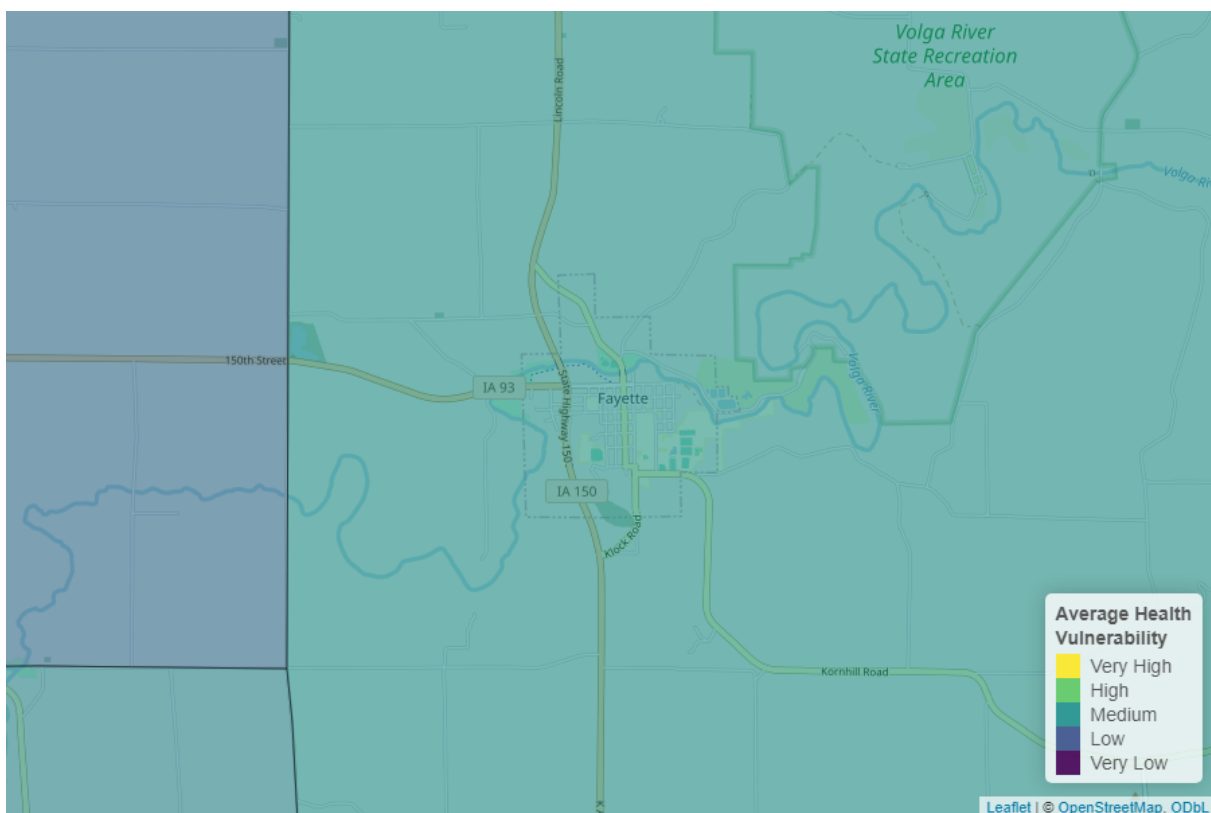 Volga River
State Recreation
Area
Lincoln Road
Volga Ri
150th Street
IA 93
State Highway 150
Fayette
Volga River
IA 150
Klock Road
Kornhill Road
Average Health
Vulnerability
Very High
High
Medium
Low
Very Low
Leaflet | © OpenStreetMap, ODbL